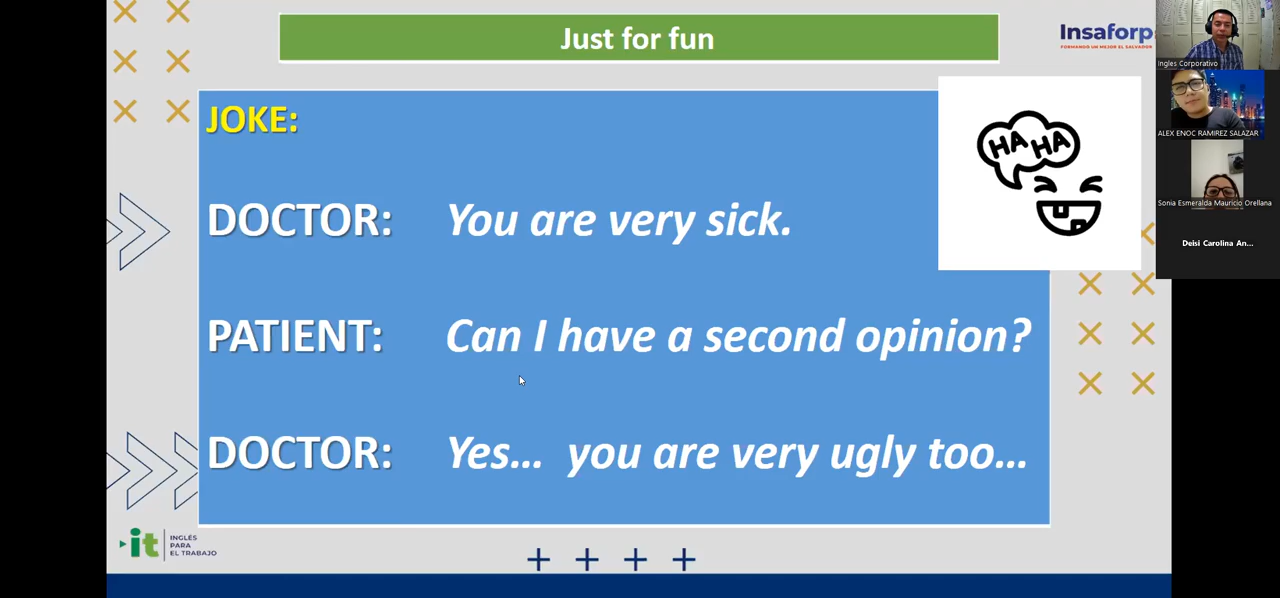 Just for fun
Insaforp
FORMANDO UN MEJOR EL SALVADOR
Ingles Corporativo
JOKE:
HA HA
ALEX ENOC RAMIREZ SALAZAR
Sonia Esmeralda Mauricio Orellana
DOCTOR: You are very sick.
Deisi Carolina An...
PATIENT: Can I have a second opinion?
DOCTOR: Yes... you are very ugly too...
it
INGLÉS
PARA
EL TRABAJO